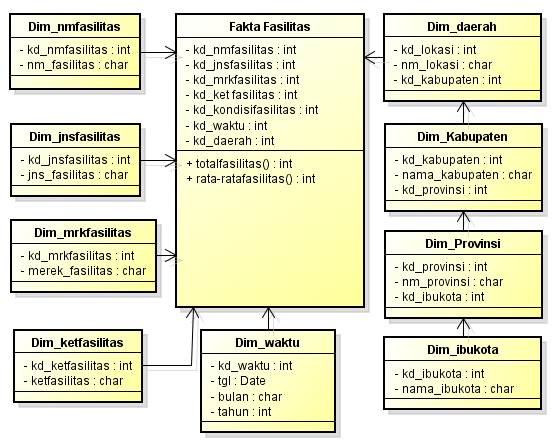 Dim_nmfasilitas
- kd_nmfasilitas : int
- nm_fasilitas : char
Fakta Fasilitas
- kd_nmfasilitas : int
- kd_jnsfasilitas : int
- kd_mrkfasilitas : int
- kd_ket fasilitas : int
- kd_kondisifasilitas : int
- kd_waktu : int
- kd_daerah : int
+ totalfasilitas() : int
+ rata-ratafasilitas() : int
Dim_daerah
- kd_lokasi : int
- nm_lokasi : char
- kd_kabupaten : int
Dim_jnsfasilitas
- kd_jnsfasilitas : int
- jns_fasilitas : char
Dim_Kabupaten
- kd_kabupaten : int
- nama_kabupaten : char
- kd_provinsi : int
Dim_mrkfasilitas
- kd_mrkfasilitas : int
- merek_fasilitas : char
Dim_Provinsi
- kd_provinsi : int
- nm_provinsi : char
- kd_ibukota : int
Dim_ketfasilitas
- kd_ketfasilitas : int
- ketfasilitas : char
Dim_waktu
- kd_waktu : int
- tgl : Date
- bulan : char
- tahun : int
Dim_ibukota
- kd_ibukota : int
- nama_ibukota : char